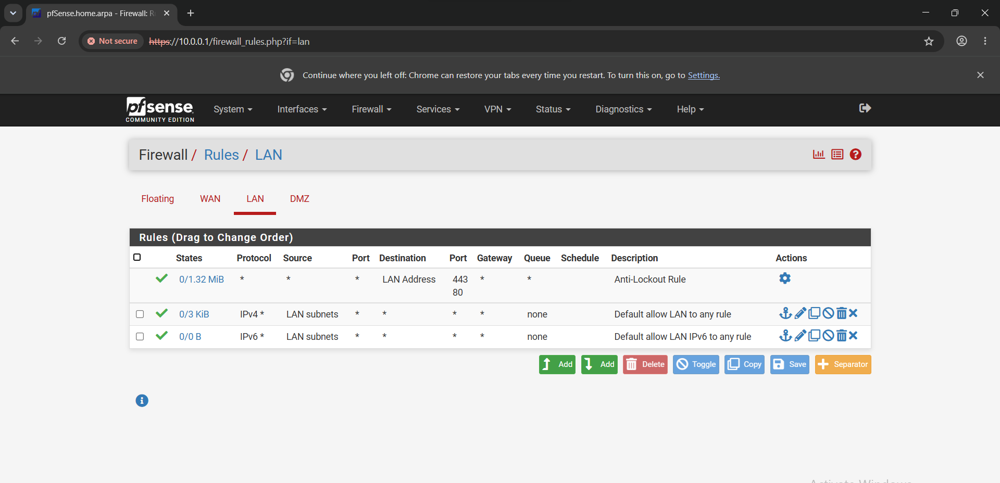 pfSense.home.arpa - Firewall: R
Not secure https://10.0.0.1/firewall_rules.php?if=lan
Continue where you left off: Chrome can restore your tabs every time you restart. To turn this on, go to Settings.
pfsense
COMMUNITY EDITION
System Interfaces Firewall Services VPN Status Diagnostics Help
Firewall / Rules / LAN
Floating WAN LAN DMZ
Rules (Drag to Change Order)
States Protocol Source Port Destination Port Gateway Queue Schedule Description Actions
0/1.32 MiB * * * LAN Address 443 * * Anti-Lockout Rule
80
0/3 KiB IPv4 * LAN subnets * * * * none Default allow LAN to any rule
0/0 B IPv6 * LAN subnets * * * * none Default allow LAN IPv6 to any rule
Add Add Delete Toggle Copy Save Separator